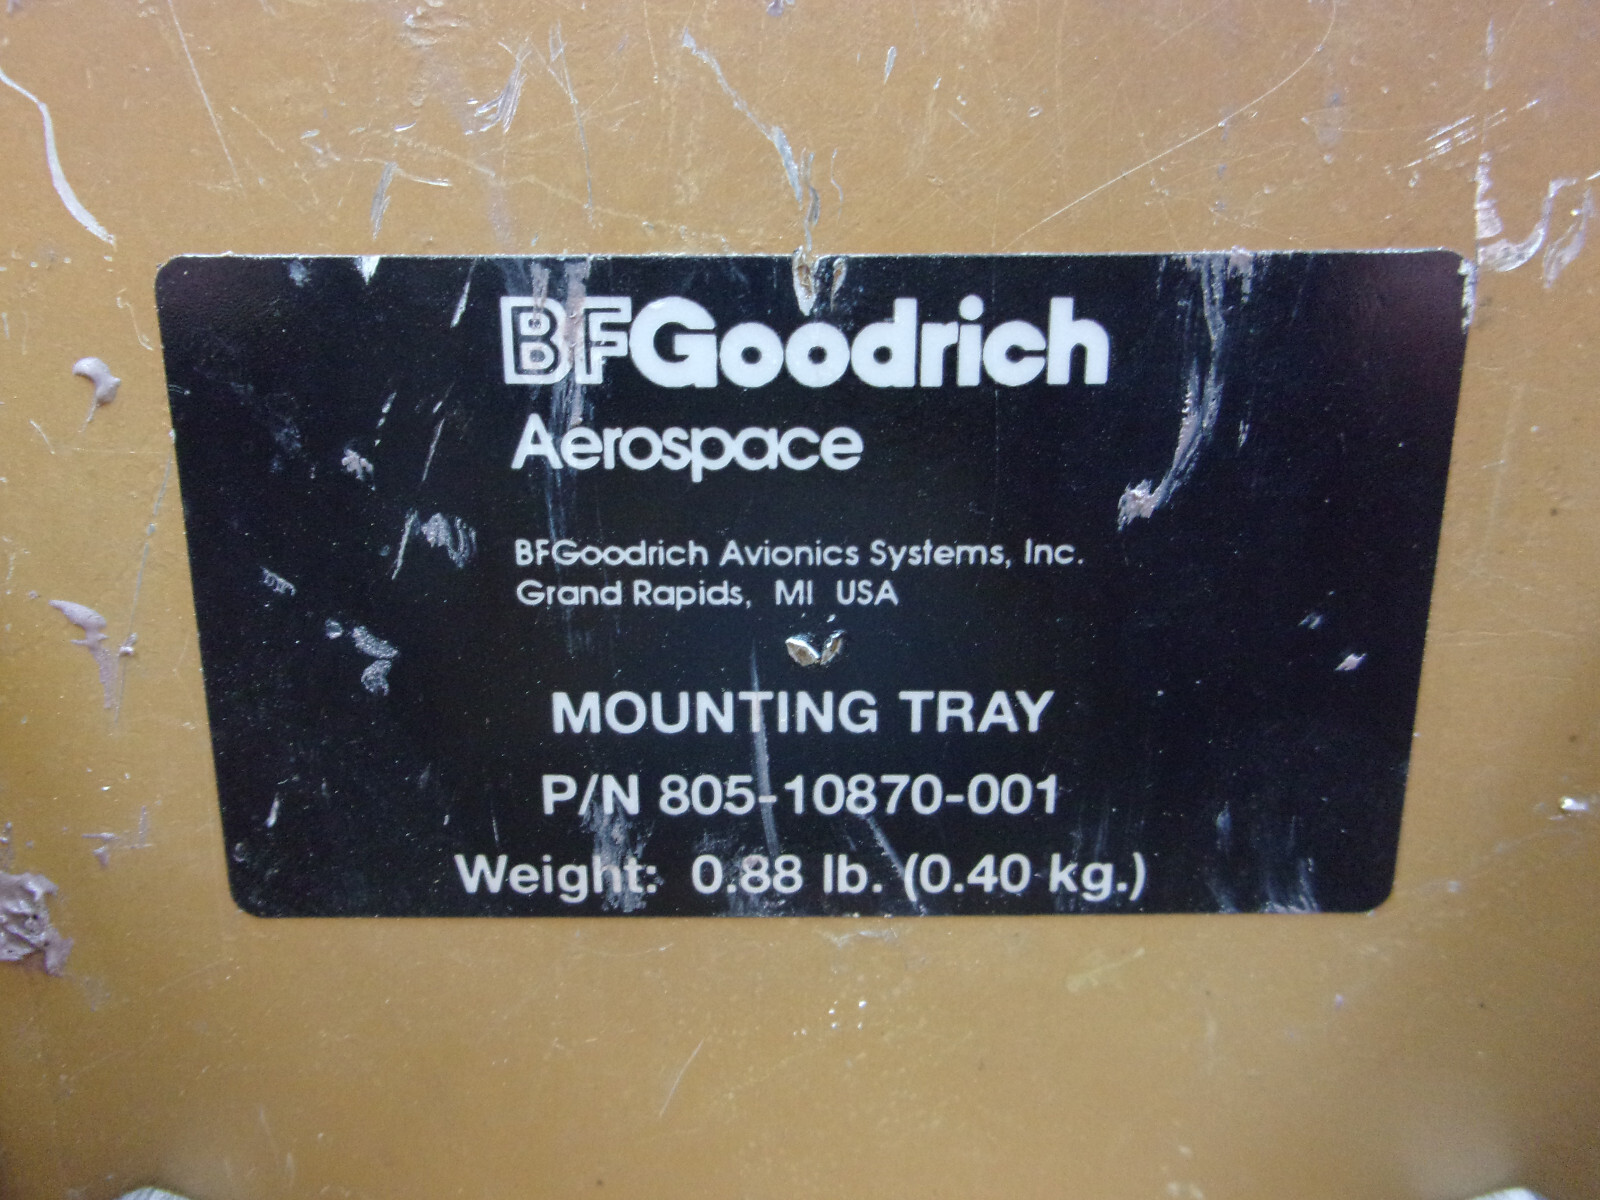 BFGoodrich
Aerospace
BFGoodrich Avionics Systems, Inc.
Grand Rapids, MI USA
MOUNTING TRAY
P/N 805-10870-001
Weight: 0.88 lb. (0.40 kg.)